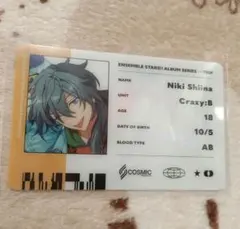 ENSEMBLE STARS!! ALBUM SERIES
NAME
Niki Shiina
UNIT
Crazy:B
AGE
18
DATE OF BIRTH
10/5
BLOOD TYPE
AB
COSMIC